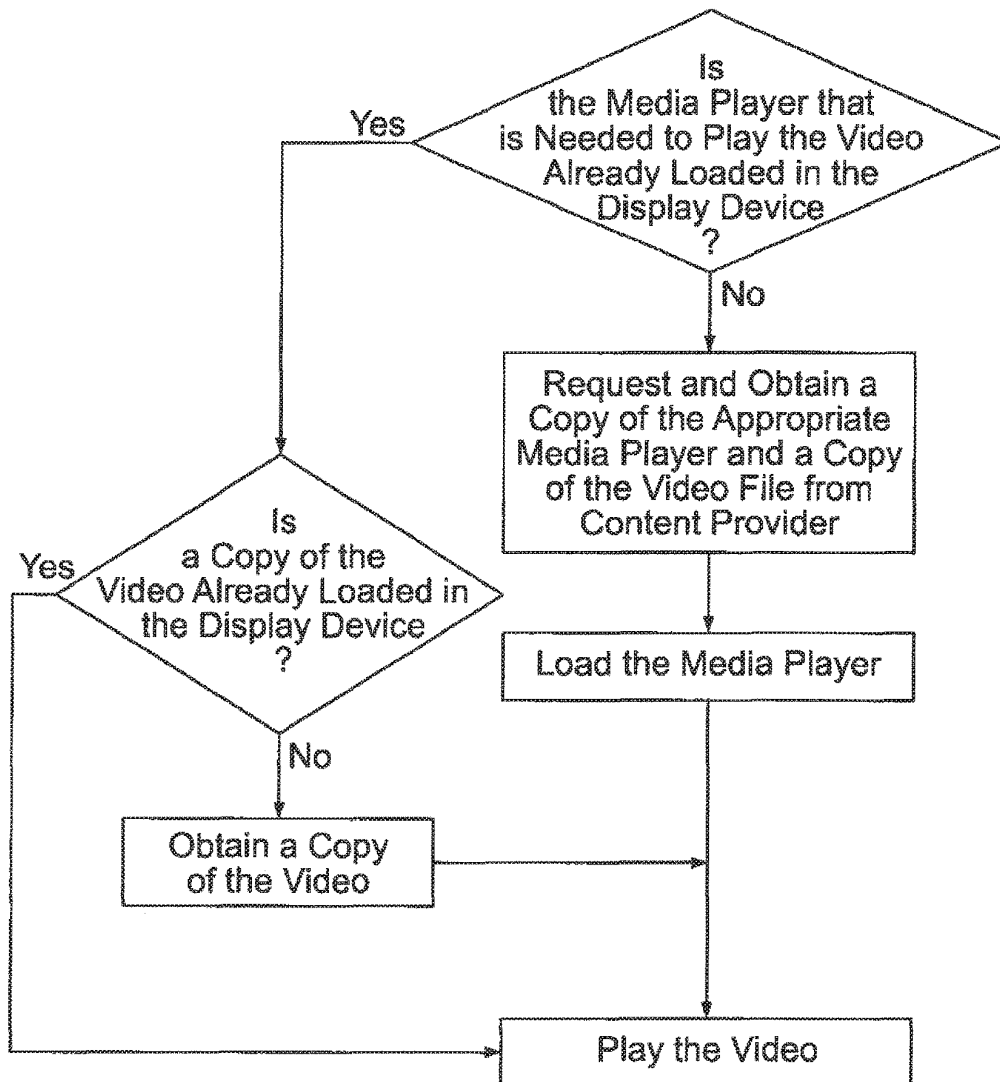 Is
the Media Player that
is Needed to Play the Video
Already Loaded in the
Display Device
?
Yes
No
Request and Obtain a
Copy of the Appropriate
Media Player and a Copy
of the Video File from
Content Provider
Is
a Copy of the
Video Already Loaded in
the Display Device
?
Yes
No
Load the Media Player
Obtain a Copy
of the Video
Play the Video